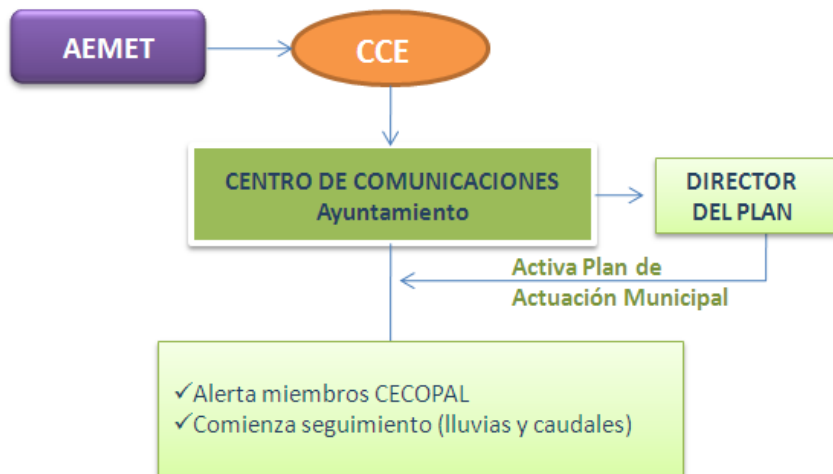 AEMET
CCE
CENTRO DE COMUNICACIONES
Ayuntamiento
DIRECTOR
DEL PLAN
Activa Plan de
Actuación Municipal
✓Alerta miembros CECOPAL
✓Comienza seguimiento (lluvias y caudales)